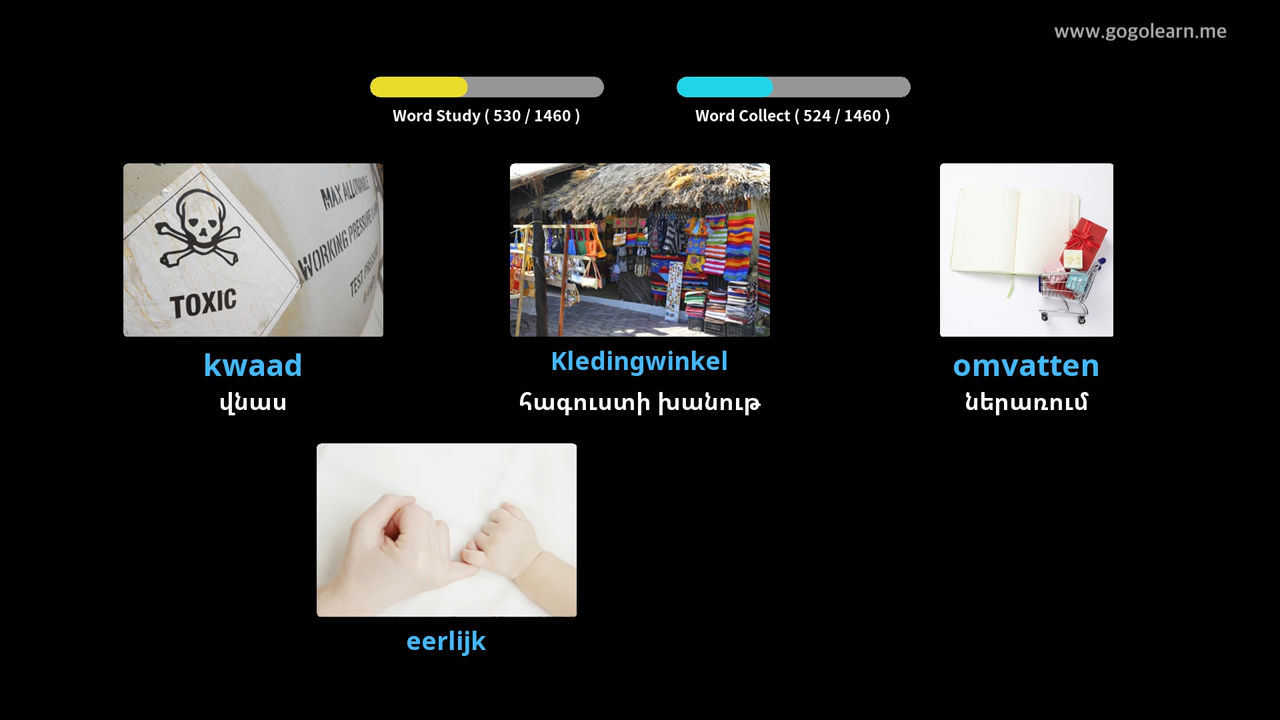 www.gogolearn.me
Word Study ( 530 / 1460 )
Word Collect ( 524 / 1460 )
MAX ALLOWABLE
WORKING PRESSURE
TEST PRESSURE
TOXIC
kwaad
Kledingwinkel
omvatten
վնաս
հագուստի խանութ
ներառում
eerlijk